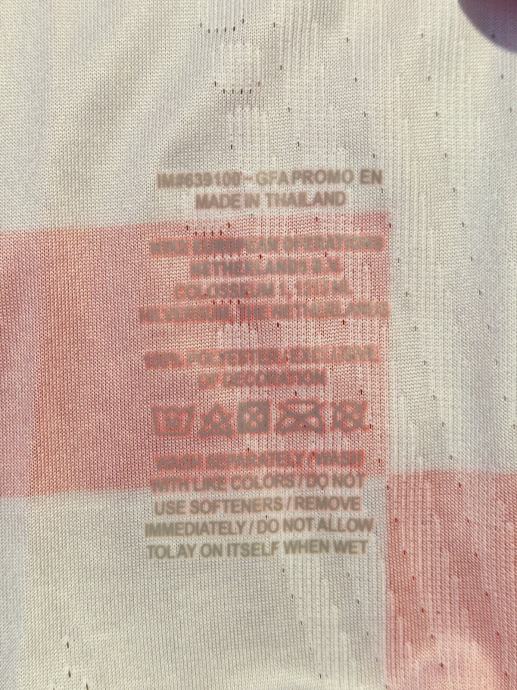 IM#639100 - GFA PROMO EN
MADE IN THAILAND
NIKE EUROPEAN OPERATIONS
NETHERLANDS B.V.
COLOSSEUM 1, 1213 NL
HILVERSUM, THE NETHERLANDS
100% POLYESTER / EXCLUSIVE
OF DECORATION
WASH SEPARATELY / WASH
WITH LIKE COLORS / DO NOT
USE SOFTENERS / REMOVE
IMMEDIATELY / DO NOT ALLOW
TO LAY ON ITSELF WHEN WET